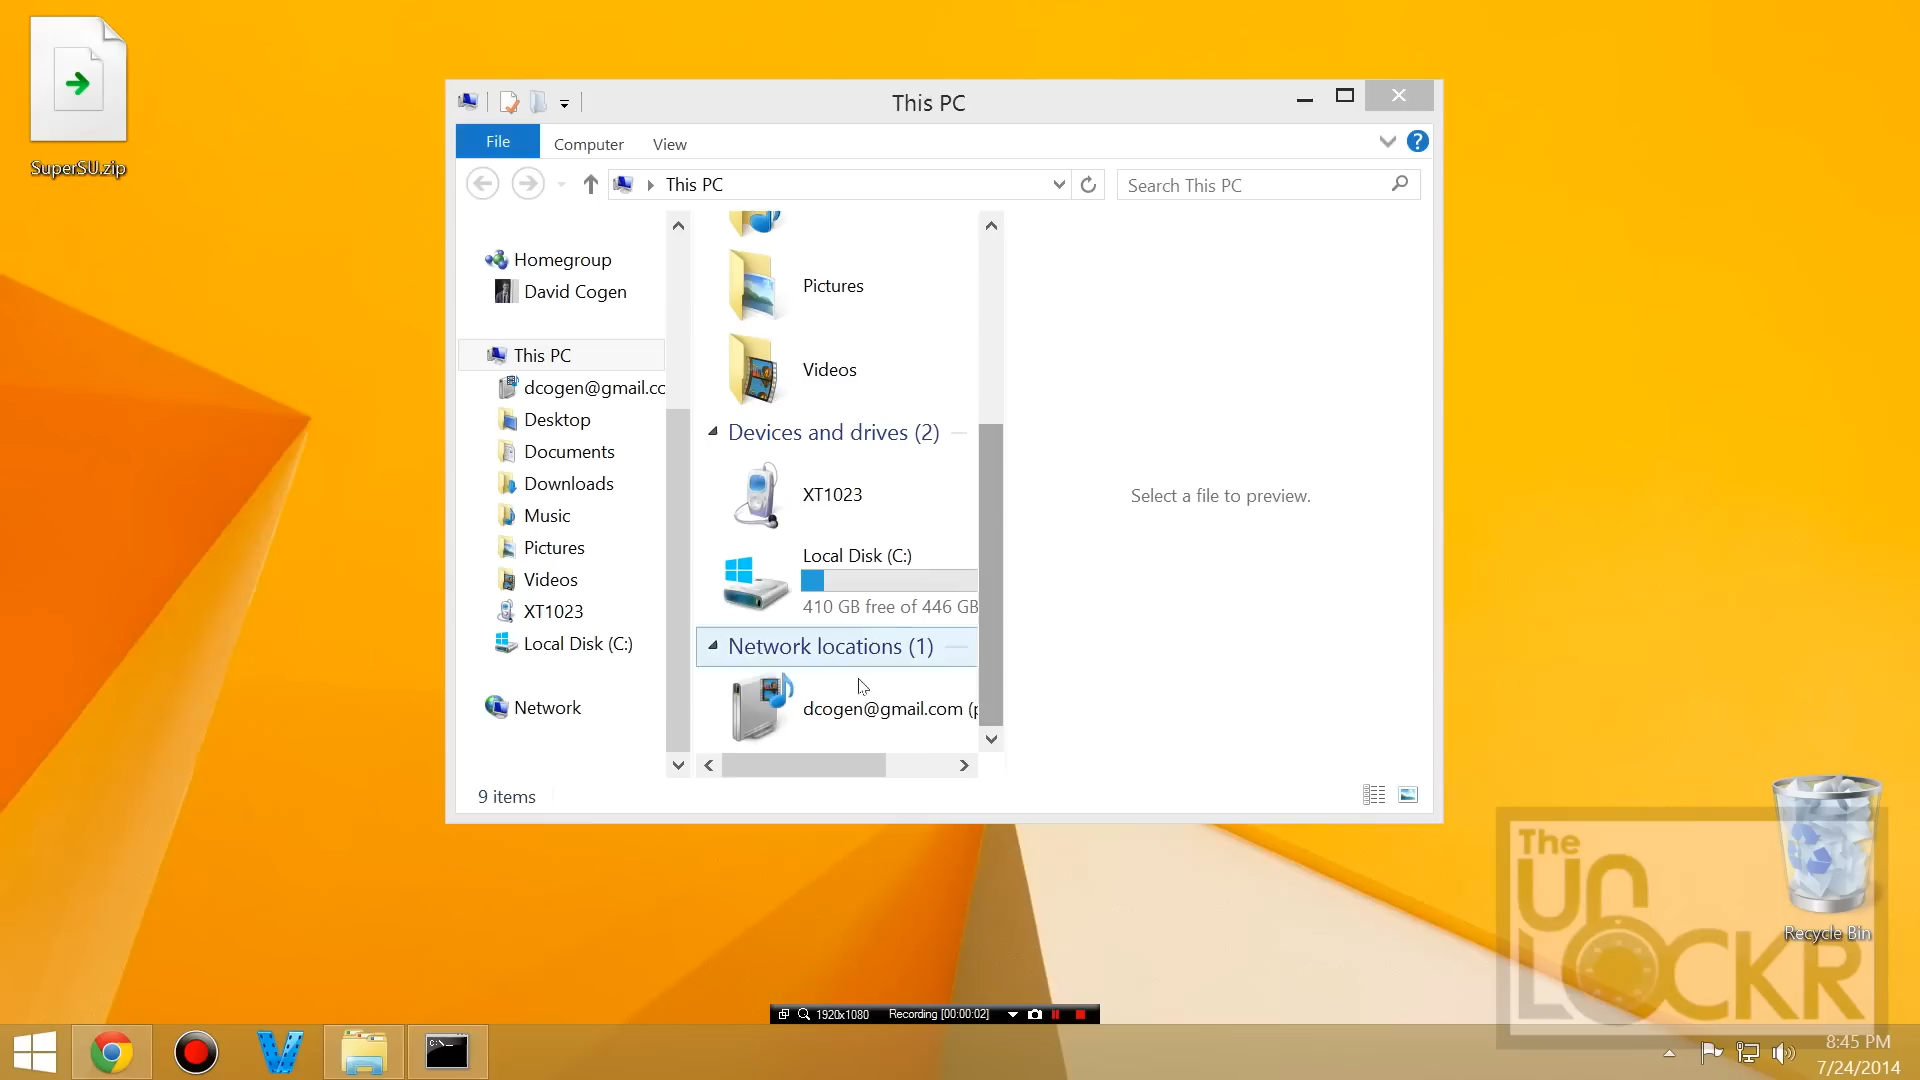 SuperSU.zip
This PC
File
Computer
View
This PC
Search This PC
Homegroup
David Cogen
This PC
dcogen@gmail.co
Desktop
Documents
Downloads
Music
Pictures
Videos
XT1023
Local Disk (C:)
Network
Pictures
Videos
Devices and drives (2)
XT1023
Local Disk (C:)
410 GB free of 446 GB
Network locations (1)
dcogen@gmail.com (p
Select a file to preview.
9 items
Recycle Bin
The
UN
LOCKR
1920x1080
Recording [00:00:02]
C:\_
8:45 PM
7/24/2014